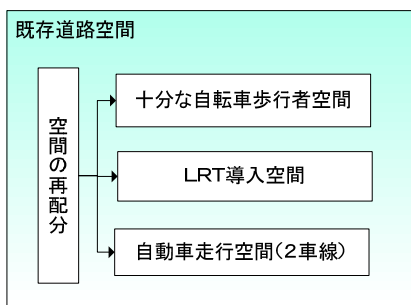 既存道路空間
空間の再配分
十分な自転車歩行者空間
LRT導入空間
自動車走行空間(2車線)